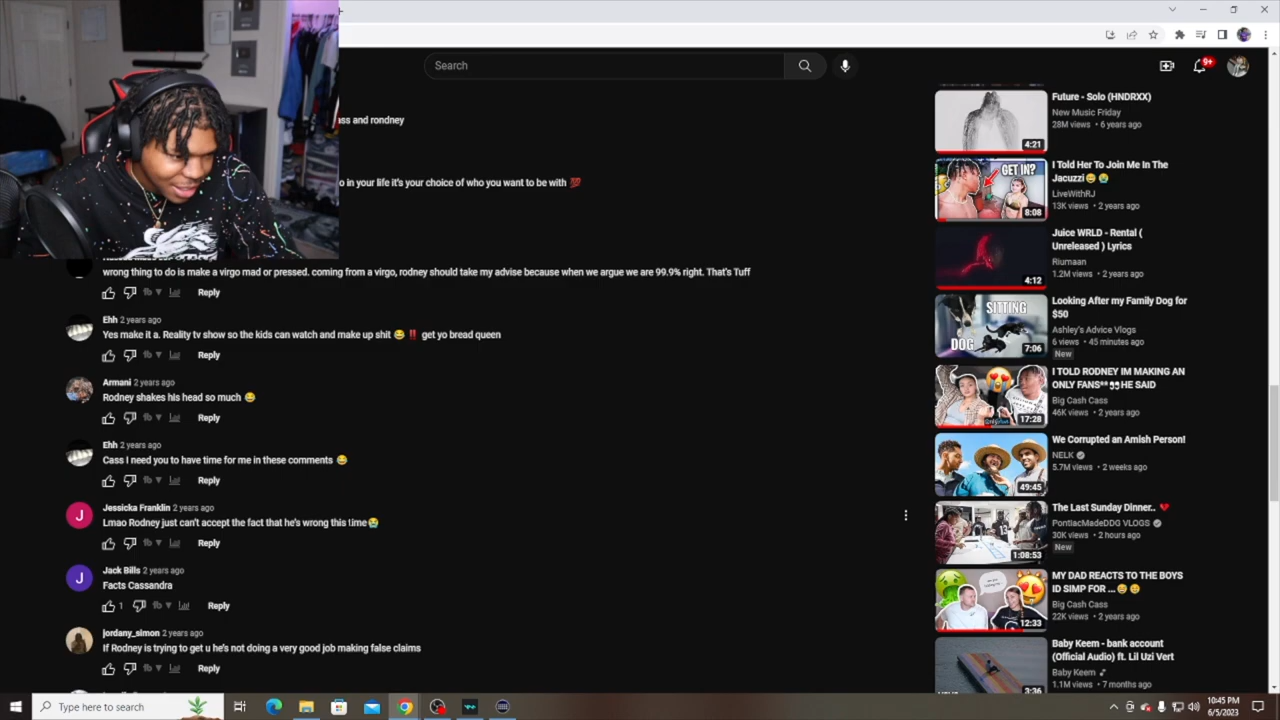 Search
9+
ass and rondney
o in your life it's your choice of who you want to be with 💯
wrong thing to do is make a virgo mad or pressed. coming from a virgo, rodney should take my advise because when we argue we are 99.9% right. That's Tuff
Reply
Ehh 2 years ago
Yes make it a. Reality tv show so the kids can watch and make up shit 😂 ‼️ get yo bread queen
Reply
Armani 2 years ago
Rodney shakes his head so much 😂
Reply
Ehh 2 years ago
Cass I need you to have time for me in these comments 😂
Reply
J
Jessicka Franklin 2 years ago
Lmao Rodney just can't accept the fact that he's wrong this time😭
Reply
J
Jack Bills 2 years ago
Facts Cassandra
1 Reply
jordany_simon 2 years ago
If Rodney is trying to get u he's not doing a very good job making false claims
Reply
Future - Solo (HNDRXX)
New Music Friday
28M views • 6 years ago
4:21
GET IN?
8:08
I Told Her To Join Me In The
Jacuzzi😊😭
LiveWithRJ
13K views • 2 years ago
4:12
Juice WRLD - Rental (
Unreleased ) Lyrics
Riumaan
1.2M views • 2 years ago
SITTING
DOG
7:06
Looking After my Family Dog for
$50
Ashley's Advice Vlogs
6 views • 45 minutes ago
New
17:28
I TOLD RODNEY IM MAKING AN
ONLY FANS** 👀HE SAID
Big Cash Cass
46K views • 2 years ago
49:45
We Corrupted an Amish Person!
NELK
5.7M views • 2 weeks ago
1:08:53
The Last Sunday Dinner.. 💔
PontiacMadeDDG VLOGS
30K views • 2 hours ago
New
12:33
MY DAD REACTS TO THE BOYS
ID SIMP FOR ... 😅 😍
Big Cash Cass
22K views • 2 years ago
3:36
Baby Keem - bank account
(Official Audio) ft. Lil Uzi Vert
Baby Keem
1.1M views • 7 months ago
Type here to search
10:45 PM
6/5/2023